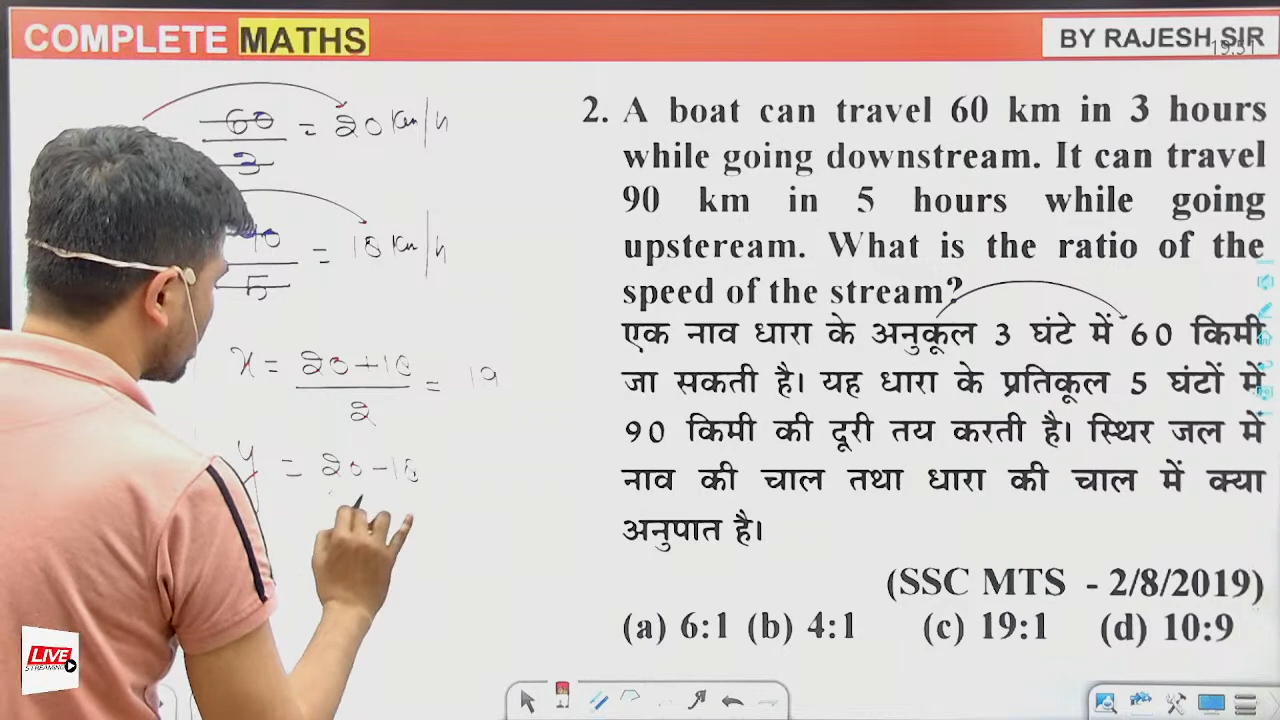 COMPLETE MATHS
BY RAJESH SIR
19:51
60/3 = 20 Km/h
90/5 = 18 Km/h
x = 20+18/2 = 19
y = 20-18
2. A boat can travel 60 km in 3 hours
while going downstream. It can travel
90 km in 5 hours while going
upsteream. What is the ratio of the
speed of the stream?
एक नाव धारा के अनुकूल 3 घंटे में 60 किमी
जा सकती है। यह धारा के प्रतिकूल 5 घंटों में
90 किमी की दूरी तय करती है। स्थिर जल में
नाव की चाल तथा धारा की चाल में क्या
अनुपात है।
(SSC MTS - 2/8/2019)
(a) 6:1 (b) 4:1 (c) 19:1 (d) 10:9
LIVE
STREAMING